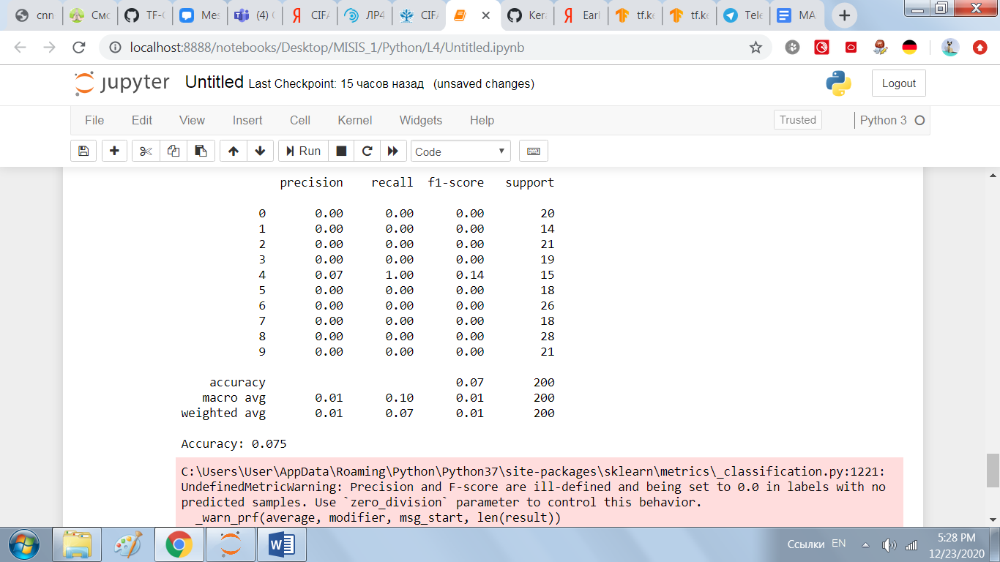 cnn
Смо
TF-C
Mes
(4) C
Я CIFA
ЛР4
CIFA
Ker
Я Earl
tf.ke
tf.ke
Tele
MA
localhost:8888/notebooks/Desktop/MISIS_1/Python/L4/Untitled.ipynb
jupyter Untitled Last Checkpoint: 15 часов назад (unsaved changes)
Logout
File Edit View Insert Cell Kernel Widgets Help
Trusted
Python 3
Run
Code
precision recall f1-score support
0 0.00 0.00 0.00 20
1 0.00 0.00 0.00 14
2 0.00 0.00 0.00 21
3 0.00 0.00 0.00 19
4 0.07 1.00 0.14 15
5 0.00 0.00 0.00 18
6 0.00 0.00 0.00 26
7 0.00 0.00 0.00 18
8 0.00 0.00 0.00 28
9 0.00 0.00 0.00 21
accuracy 0.07 200
macro avg 0.01 0.10 0.01 200
weighted avg 0.01 0.07 0.01 200
Accuracy: 0.075
C:\Users\User\AppData\Roaming\Python\Python37\site-packages\sklearn\metrics\_classification.py:1221:
UndefinedMetricWarning: Precision and F-score are ill-defined and being set to 0.0 in labels with no
predicted samples. Use `zero_division` parameter to control this behavior.
_warn_prf(average, modifier, msg_start, len(result))
Ссылки EN
5:28 PM
12/23/2020